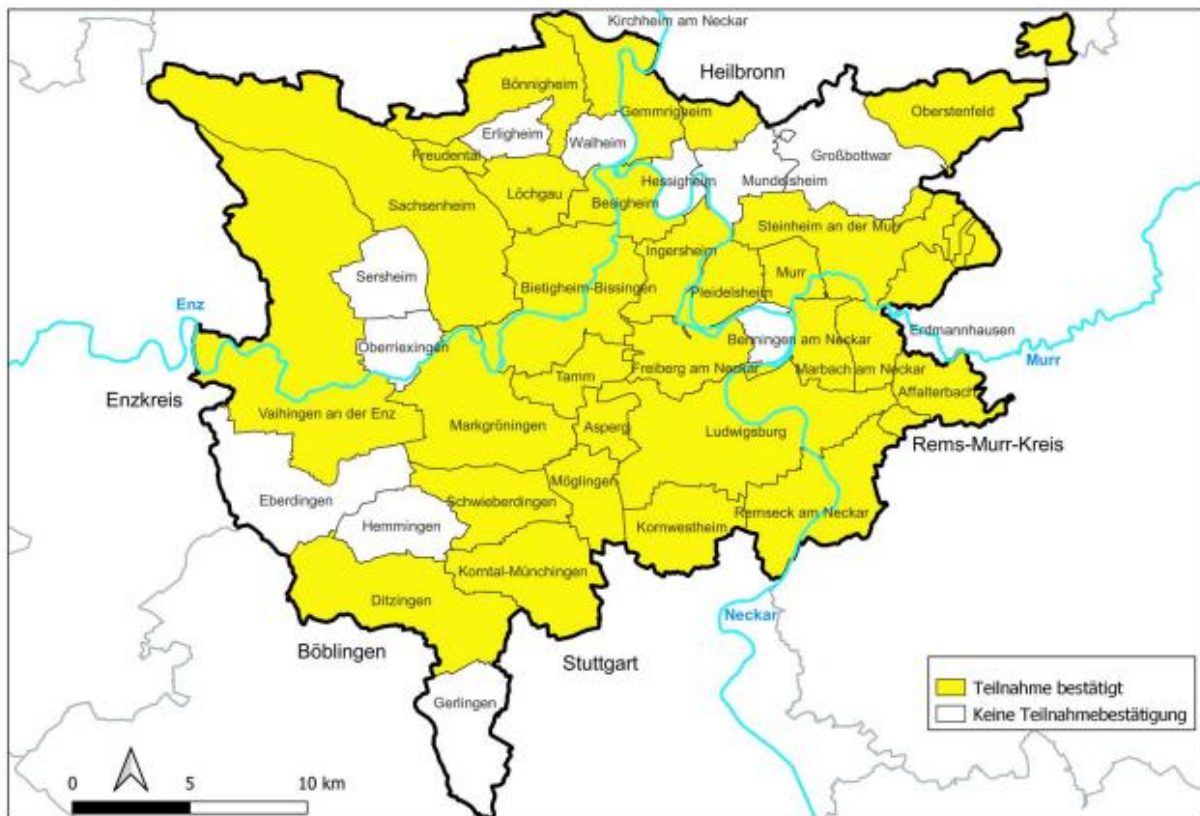 Kirchheim am Neckar
Heilbronn
Bönnigheim
Gemmrigheim
Oberstenfeld
Erligheim
Walheim
Freudental
Großbottwar
Hessigheim
Mundelsheim
Löchgau
Besigheim
Sachsenheim
Steinheim an der Murr
Ingersheim
Sersheim
Murr
Bietigheim-Bissingen
Pleidelsheim
Enz
Erdmannhausen
Benningen am Neckar
Oberriexingen
Murr
Freiberg am Neckar
Marbach am Neckar
Tamm
Affalterbach
Enzkreis
Vaihingen an der Enz
Markgröningen
Asperg
Ludwigsburg
Rems-Murr-Kreis
Möglingen
Eberdingen
Schwieberdingen
Remseck am Neckar
Hemmingen
Kornwestheim
Korntal-Münchingen
Ditzingen
Neckar
Böblingen
Stuttgart
Gerlingen
Teilnahme bestätigt
Keine Teilnahmebestätigung
0 5 10 km